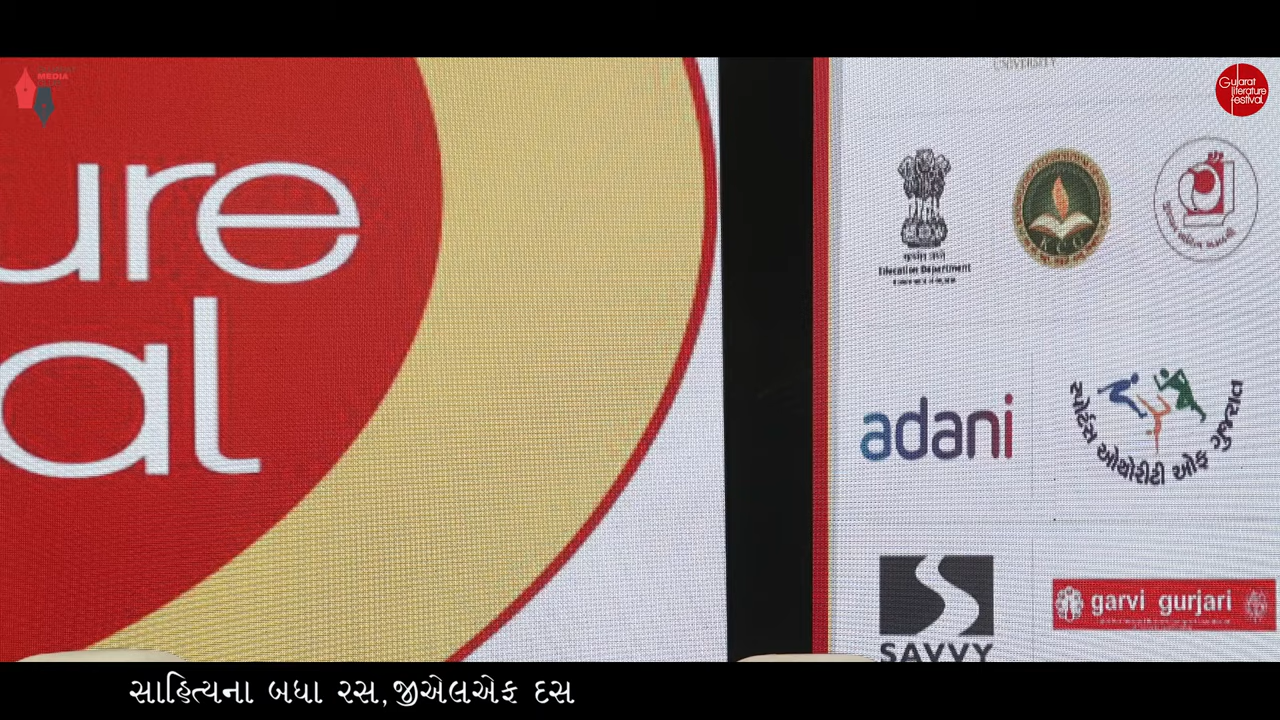 MEDIA
Gujarat
literature
festival
UNIVERSITY
ure
al
Education Department
K C G
adani
સ્પોર્ટસ ઓથોરીટી ઓફ ગુજરાત
SAVVY
garvi gurjari
સાહિત્યના બધા રસ,જીએલએફ દસ